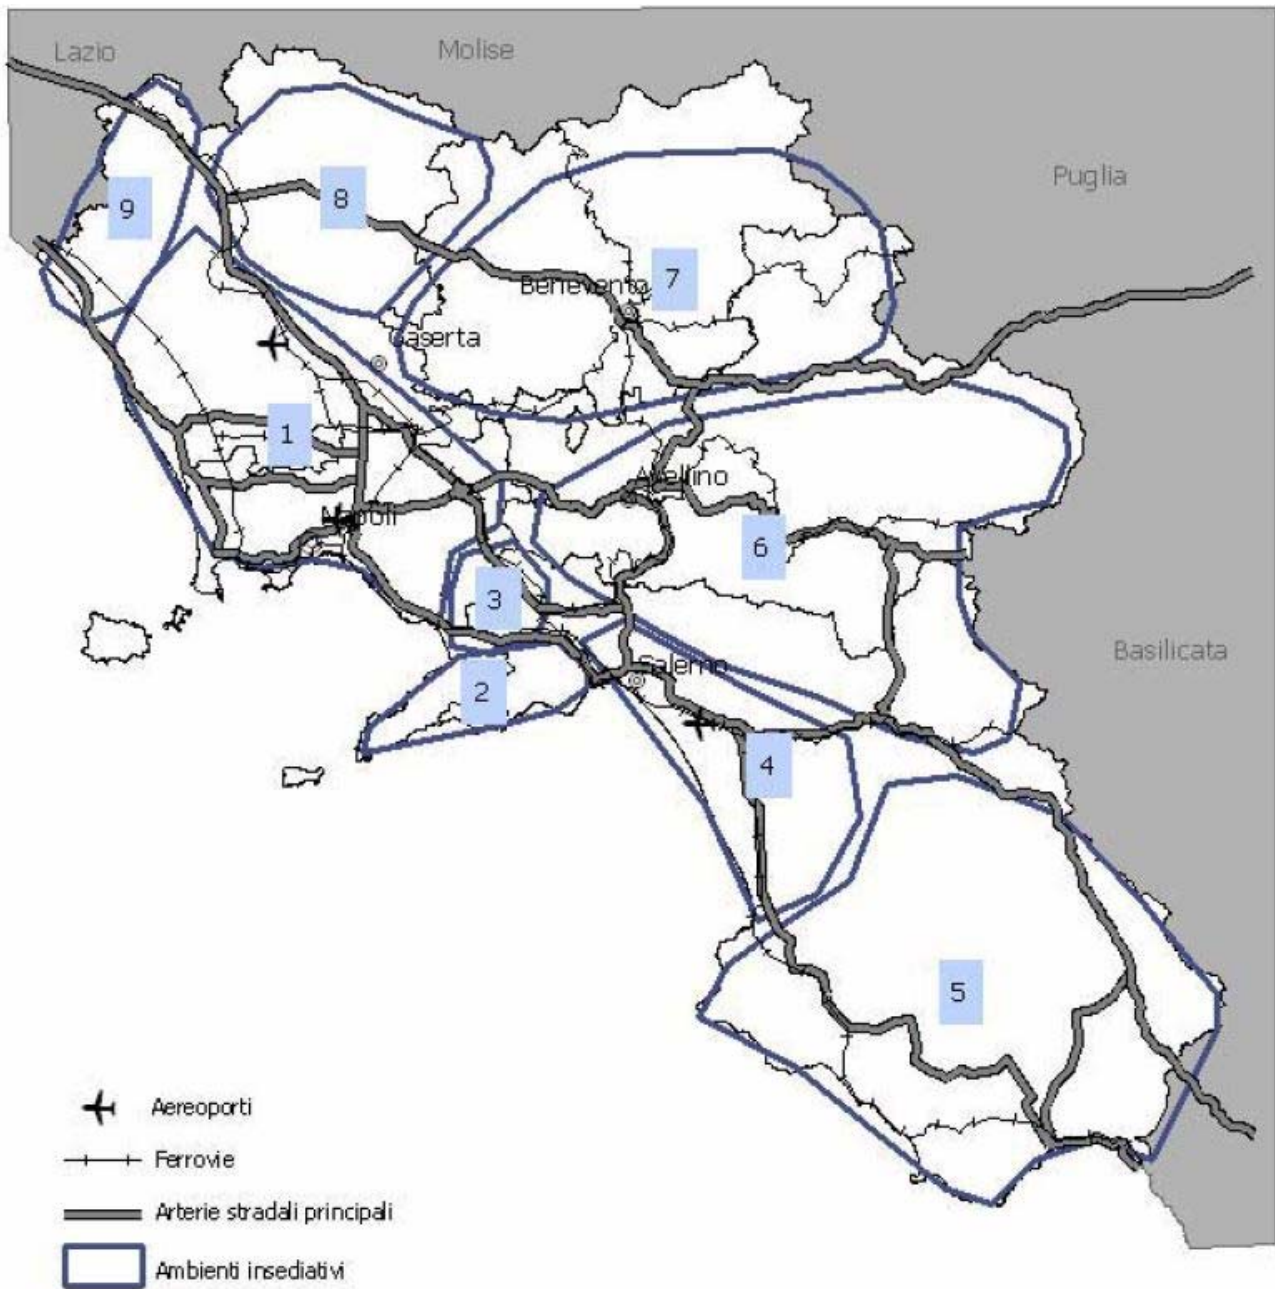 Lazio
Molise
Puglia
9
8
7
Benevento
Caserta
1
Avellino
Napoli
6
3
Basilicata
Salerno
2
4
5
Aereoporti
Ferrovie
Arterie stradali principali
Ambienti insediativi